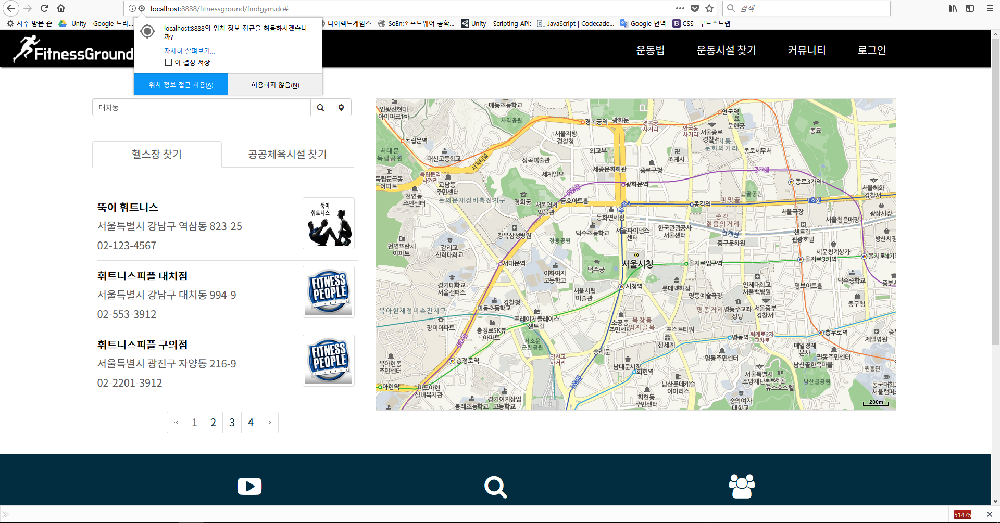 localhost:8888/fitnessground/findgym.do#
검색
자주 방문 순
Unity - Google 드라...
다이렉트게임즈
SoEn:소프트웨어 공학...
Unity - Scripting API:
JavaScript | Codecade...
Google 번역
CSS · 부트스트랩
localhost:8888의 위치 정보 접근을 허용하시겠습니
까?
자세히 살펴보기...
이 결정 저장
위치 정보 접근 허용(A)
허용하지 않음(N)
FitnessGround
운동법
운동시설 찾기
커뮤니티
로그인
대치동
헬스장 찾기
공공체육시설 찾기
뚝이 휘트니스
서울특별시 강남구 역삼동 823-25
02-123-4567
뚝이
휘트니스
휘트니스피플 대치점
서울특별시 강남구 대치동 994-9
02-553-3912
FITNESS
PEOPLE
FITNESS
휘트니스피플 구의점
서울특별시 광진구 자양동 216-9
02-2201-3912
FITNESS
PEOPLE
FITNESS
« 1 2 3 4 »
인왕산현대
아이파크1차
매동초등학교
사직공원
경복궁역
광화문
경복궁
사거리
안국역
안국동
사거리
운현궁
종묘
서울종로
경찰서
문화의거리
종로세무서
독립문역
서대문
독립공원
대신고등학교
사직터널
서울지방
경찰청
외교부
성곡미술관
세계일보
세종문화회관
종로구청
조계사
5호선
독립문역
사거리
독립문극동
아파트
교남동
주민센터
천연동
주민센터
돈의문재정비촉진지구
경희궁
5호선
광화문역
금호아트홀
서울역사
박물관
종로3가역
탑골공원
서울혜화
경찰서
1호선
종각역
피맛골
동화면세점
종각
젊음의거리
서울극장
서울청음매장
광장시장
강북삼성병원
덕수초등학교
서울파이낸스
센터
한국관광공사
서울센터
청계천
센트럴
관광호텔
방산시장
천연뜨란채
아파트
감리교
신학대학교
정동공원
중구문화원
세운청계상가
서대문역
서울시청
을지로입구역
을지로3가역
을지로4가역
이화여자
고등학교
덕수궁
경기대학교
서울캠퍼스
시청역
롯데백화점
인제대학교
서울백병원
명보아트홀
덕수중학교
서울시립
미술관
경찰청
미동초등학교
명동예술극장
중구청
북아현재정비촉진지구
명동거리
명동주교좌
성당
서울중부
경찰서
프레이저플레이스
센트럴
장미아파트
충정로SK뷰
아파트
소공동
주민센터
북창동
먹자골목
포스트타워
명동역
퇴계로2가
교차로
충무로역
제일병원
5호선
서소문
근린공원
숭례문
신세계
매일경제
본사
필동주민센터
명동주민센터
충정로역
염천교
사거리
북아현동
주민센터
남대문시장
회현역
남산골한옥마을
서울특별시
소방재난본부
서울
유스호스텔
남산골공원
아현역
마포아현
실버복지관
1호선
남산롯데캐슬
아이리스
동국대학교
서울캠퍼스
회현동
주민센터
숭의여자
대학교
봉래초등학교
경기여자상업
고등학교
200m
51475